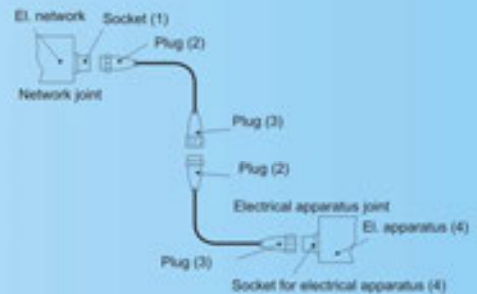 El. network
Socket (1)
Plug (2)
Network joint
Plug (3)
Plug (2)
Electrical apparatus joint
El. apparatus (4)
Plug (3)
Socket for electrical apparatus (4)